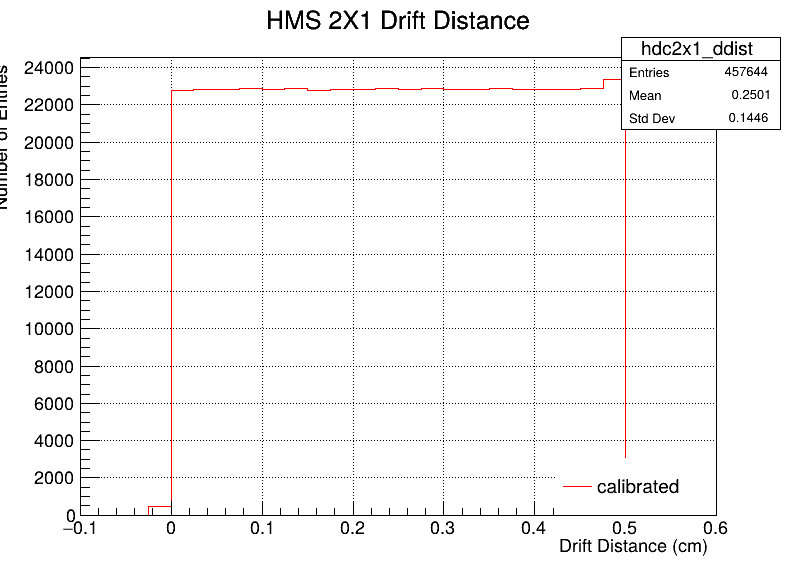 HMS 2X1 Drift Distance
hdc2x1_ddist
Entries 457644
Mean 0.2501
Std Dev 0.1446
Number of Entries
24000
22000
20000
18000
16000
14000
12000
10000
8000
6000
4000
2000
0
calibrated
−0.1 0 0.1 0.2 0.3 0.4 0.5 0.6
Drift Distance (cm)